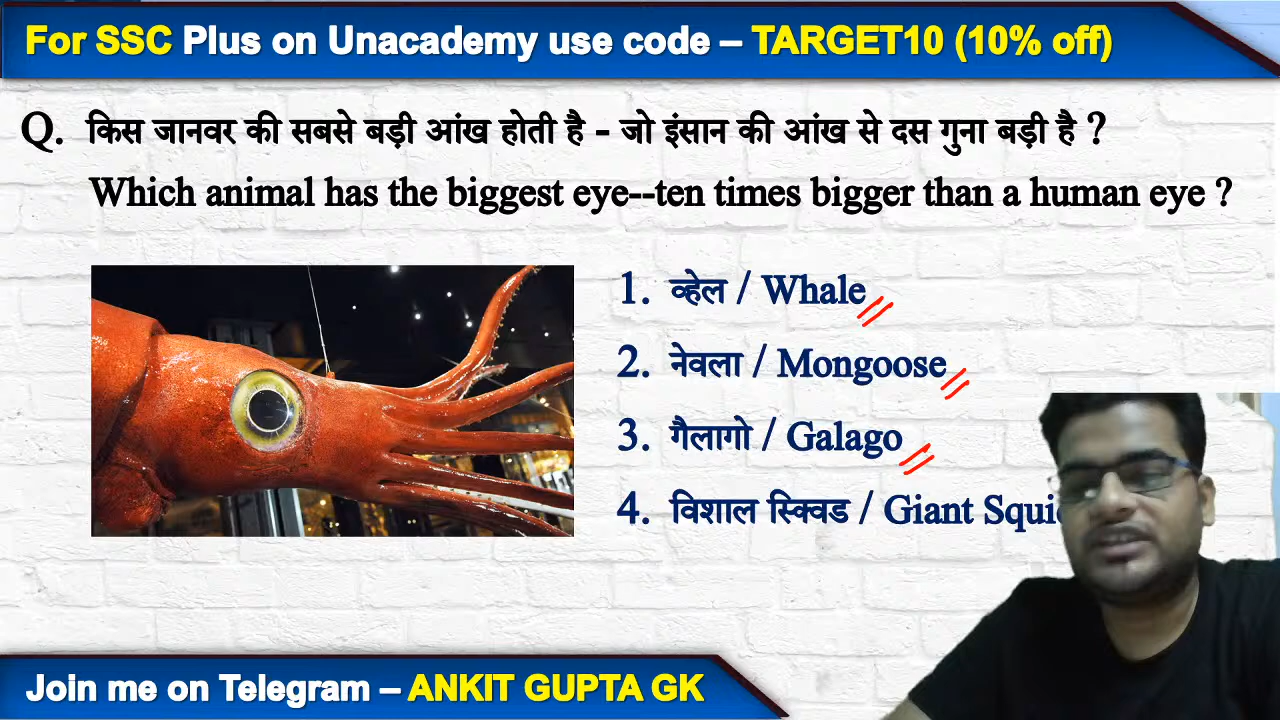 For SSC Plus on Unacademy use code – TARGET10 (10% off)
Q. किस जानवर की सबसे बड़ी आंख होती है - जो इंसान की आंख से दस गुना बड़ी है ?
Which animal has the biggest eye--ten times bigger than a human eye ?
1. व्हेल / Whale
2. नेवला / Mongoose
3. गैलागो / Galago
4. विशाल स्क्विड / Giant
Join me on Telegram – ANKIT GUPTA GK